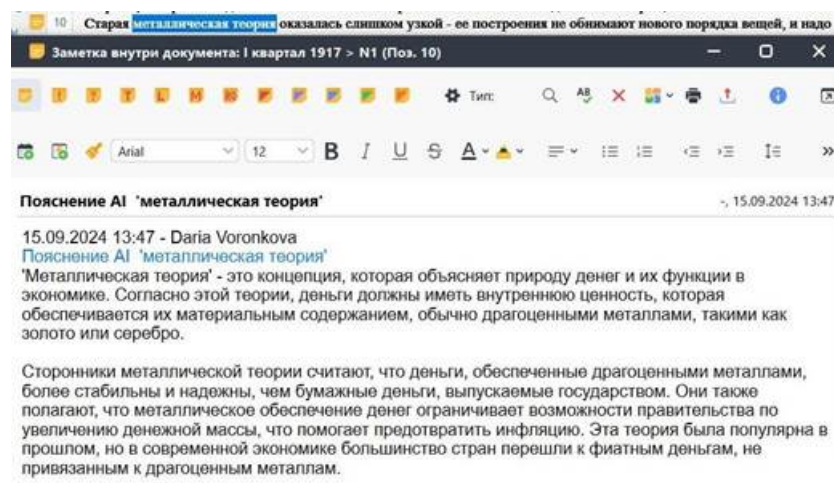 10 Старая металлическая теория оказалась слишком узкой - ее построения не обнимают нового порядка вещей, и надо
Заметка внутри документа: I квартал 1917 > N1 (Поз. 10)
Тип:
Arial 12 B I U S A
Пояснение AI 'металлическая теория' -, 15.09.2024 13:47
15.09.2024 13:47 - Daria Voronkova
Пояснение AI 'металлическая теория'
'Металлическая теория' - это концепция, которая объясняет природу денег и их функции в
экономике. Согласно этой теории, деньги должны иметь внутреннюю ценность, которая
обеспечивается их материальным содержанием, обычно драгоценными металлами, такими как
золото или серебро.
Сторонники металлической теории считают, что деньги, обеспеченные драгоценными металлами,
более стабильны и надежны, чем бумажные деньги, выпускаемые государством. Они также
полагают, что металлическое обеспечение денег ограничивает возможности правительства по
увеличению денежной массы, что помогает предотвратить инфляцию. Эта теория была популярна в
прошлом, но в современной экономике большинство стран перешли к фиатным деньгам, не
привязанным к драгоценным металлам.